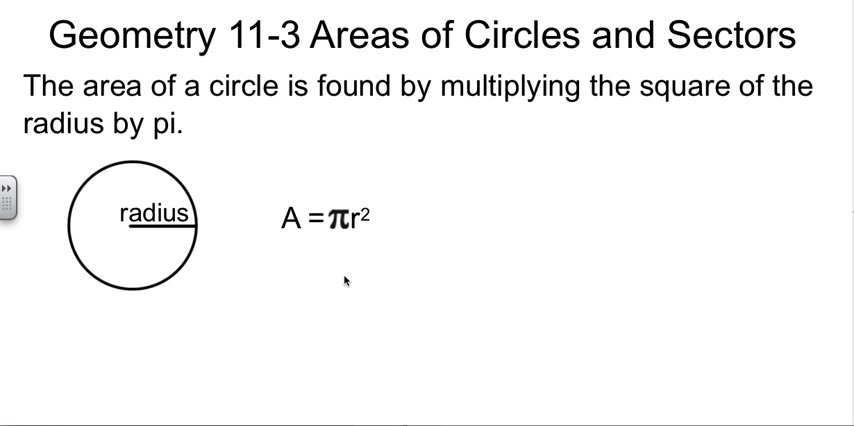 Geometry 11-3 Areas of Circles and Sectors
The area of a circle is found by multiplying the square of the
radius by pi.
radius
A = πr²